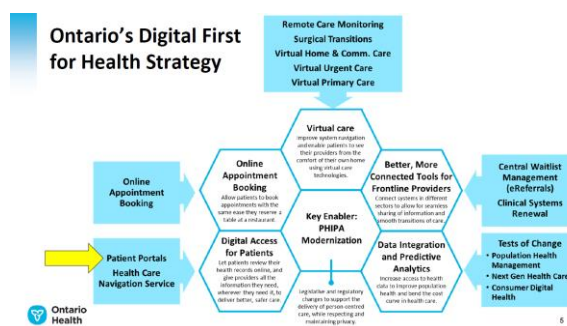 Ontario's Digital First
for Health Strategy
Remote Care Monitoring
Surgical Transitions
Virtual Home & Comm. Care
Virtual Urgent Care
Virtual Primary Care
Virtual care
Improve system navigation
and enable patients to see
their providers from the
comfort of their own home
using virtual care
technologies.
Online
Appointment
Booking
Online
Appointment
Booking
Allow patients to book
appointments with the
same ease they reserve a
table at a restaurant.
Better, More
Connected Tools for
Frontline Providers
Connect systems in different
sectors to allow for seamless
sharing of information and
smooth transitions of care.
Central Waitlist
Management
(eReferrals)
Clinical Systems
Renewal
Key Enabler:
PHIPA
Modernization
Legislative and regulatory
changes to support the
delivery of person-centred
care, while respecting and
maintaining privacy.
Patient Portals
Health Care
Navigation Service
Digital Access
for Patients
Let patients review their
health records online, and
give providers all the
information they need,
wherever they need it, to
deliver better, safer care.
Data Integration
and Predictive
Analytics
Increase access to health
data to improve population
health and bend the cost
curve in health care.
Tests of Change
• Population Health
Management
• Next Gen Health Care
• Consumer Digital
Health
Ontario
Health